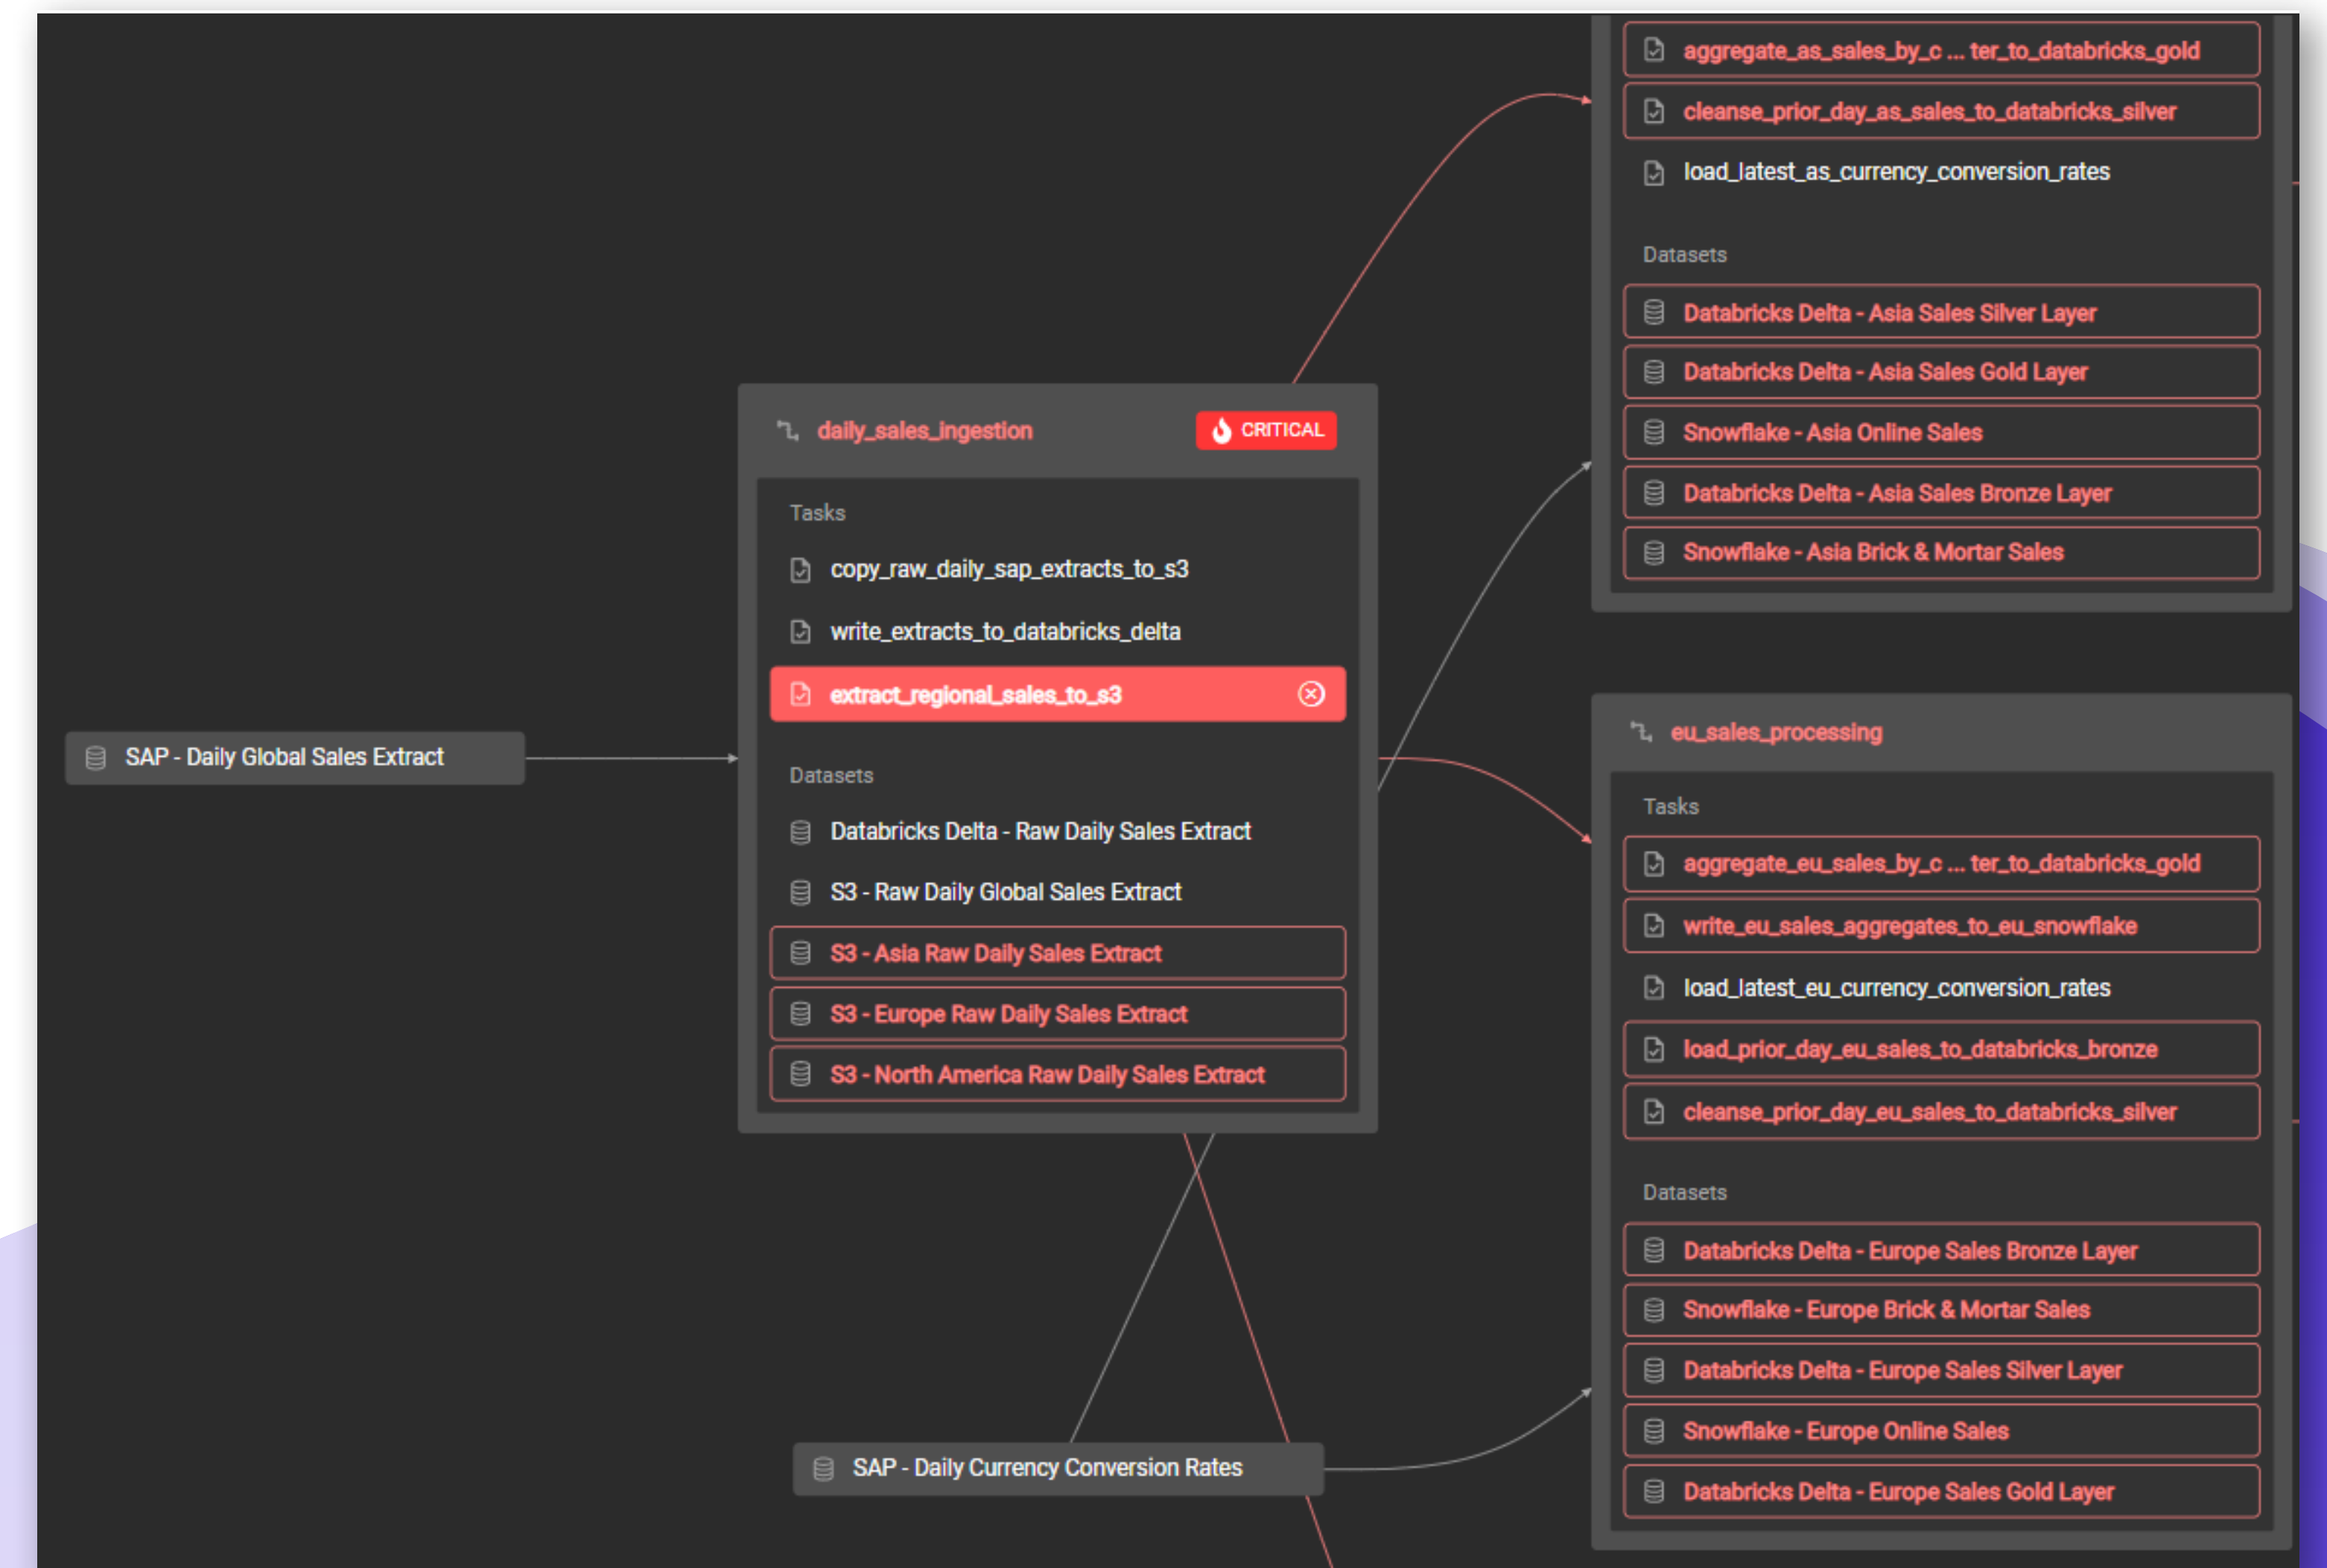 SAP - Daily Global Sales Extract
daily_sales_ingestion
CRITICAL
Tasks
copy_raw_daily_sap_extracts_to_s3
write_extracts_to_databricks_delta
extract_regional_sales_to_s3
Datasets
Databricks Delta - Raw Daily Sales Extract
S3 - Raw Daily Global Sales Extract
S3 - Asia Raw Daily Sales Extract
S3 - Europe Raw Daily Sales Extract
S3 - North America Raw Daily Sales Extract
SAP - Daily Currency Conversion Rates
aggregate_as_sales_by_c ... ter_to_databricks_gold
cleanse_prior_day_as_sales_to_databricks_silver
load_latest_as_currency_conversion_rates
Datasets
Databricks Delta - Asia Sales Silver Layer
Databricks Delta - Asia Sales Gold Layer
Snowflake - Asia Online Sales
Databricks Delta - Asia Sales Bronze Layer
Snowflake - Asia Brick & Mortar Sales
eu_sales_processing
Tasks
aggregate_eu_sales_by_c ... ter_to_databricks_gold
write_eu_sales_aggregates_to_eu_snowflake
load_latest_eu_currency_conversion_rates
load_prior_day_eu_sales_to_databricks_bronze
cleanse_prior_day_eu_sales_to_databricks_silver
Datasets
Databricks Delta - Europe Sales Bronze Layer
Snowflake - Europe Brick & Mortar Sales
Databricks Delta - Europe Sales Silver Layer
Snowflake - Europe Online Sales
Databricks Delta - Europe Sales Gold Layer